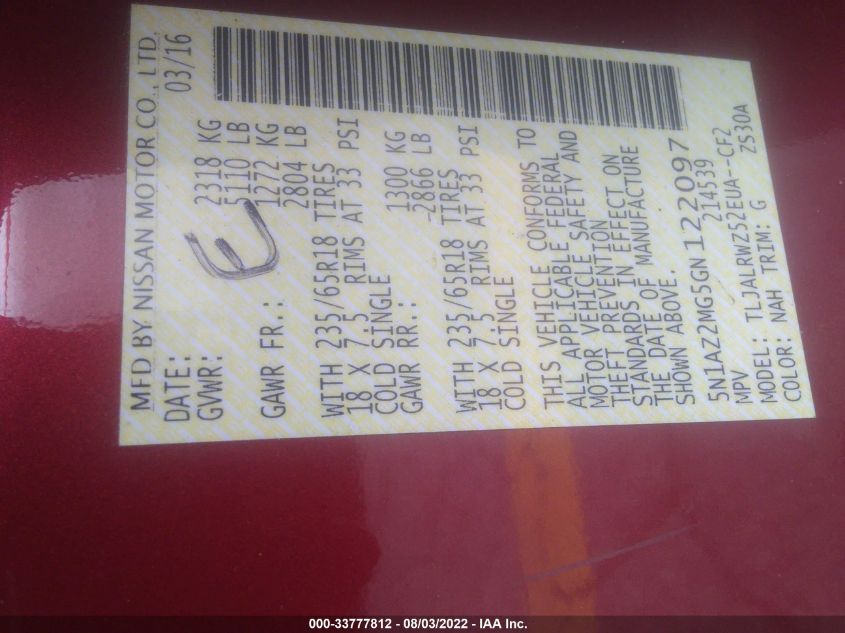 MFD BY NISSAN MOTOR CO., LTD.
DATE: 03/16
GVWR: 2318 KG
5110 LB
GAWR FR.: 1272 KG
2804 LB
WITH 235/65R18 TIRES
18 X 7.5 RIMS AT 33 PSI
COLD SINGLE
GAWR RR.: 1300 KG
2866 LB
WITH 235/65R18 TIRES
18 X 7.5 RIMS AT 33 PSI
COLD SINGLE
THIS VEHICLE CONFORMS TO
ALL APPLICABLE FEDERAL
MOTOR VEHICLE SAFETY AND
THEFT PREVENTION
STANDARDS IN EFFECT ON
THE DATE OF MANUFACTURE
SHOWN ABOVE.
5N1AZ2MG5GN122097
MPV 214539
MODEL: TLJALRWZ52EUA--CF2
COLOR: NAH TRIM: G ZS30A
E
000-33777812 - 08/03/2022 - IAA Inc.